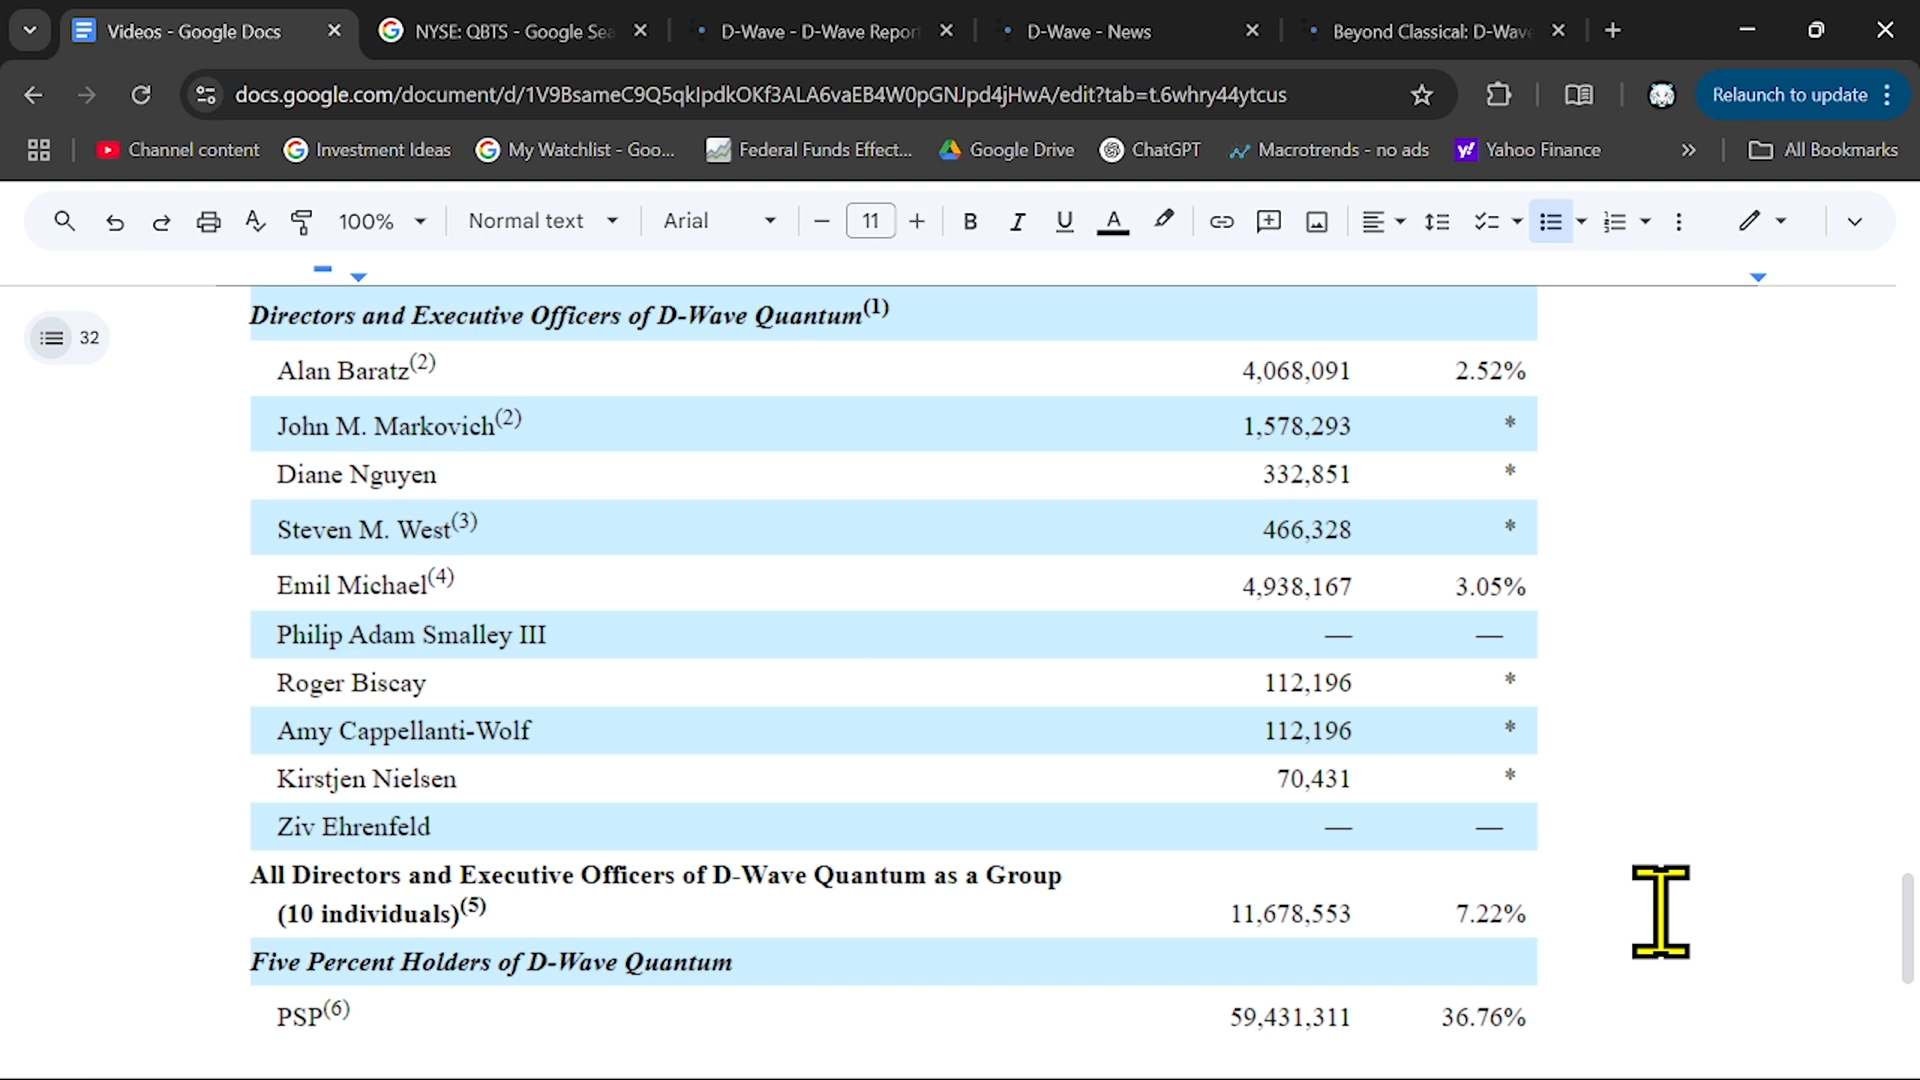 Videos - Google Docs
NYSE: QBTS - Google Sea
D-Wave - D-Wave Repor
D-Wave - News
Beyond Classical: D-Wave
docs.google.com/document/d/1V9BsameC9Q5qkIpdkOKf3ALA6vaEB4W0pGNJpd4jHwA/edit?tab=t.6whry44ytcus
Relaunch to update
Channel content
Investment Ideas
My Watchlist - Goo...
Federal Funds Effect...
Google Drive
ChatGPT
Macrotrends - no ads
Yahoo Finance
All Bookmarks
100%
Normal text
Arial
11
32
Directors and Executive Officers of D-Wave Quantum(1)
Alan Baratz(2) 4,068,091 2.52%
John M. Markovich(2) 1,578,293 *
Diane Nguyen 332,851 *
Steven M. West(3) 466,328 *
Emil Michael(4) 4,938,167 3.05%
Philip Adam Smalley III — —
Roger Biscay 112,196 *
Amy Cappellanti-Wolf 112,196 *
Kirstjen Nielsen 70,431 *
Ziv Ehrenfeld — —
All Directors and Executive Officers of D-Wave Quantum as a Group
(10 individuals)(5) 11,678,553 7.22%
Five Percent Holders of D-Wave Quantum
PSP(6) 59,431,311 36.76%